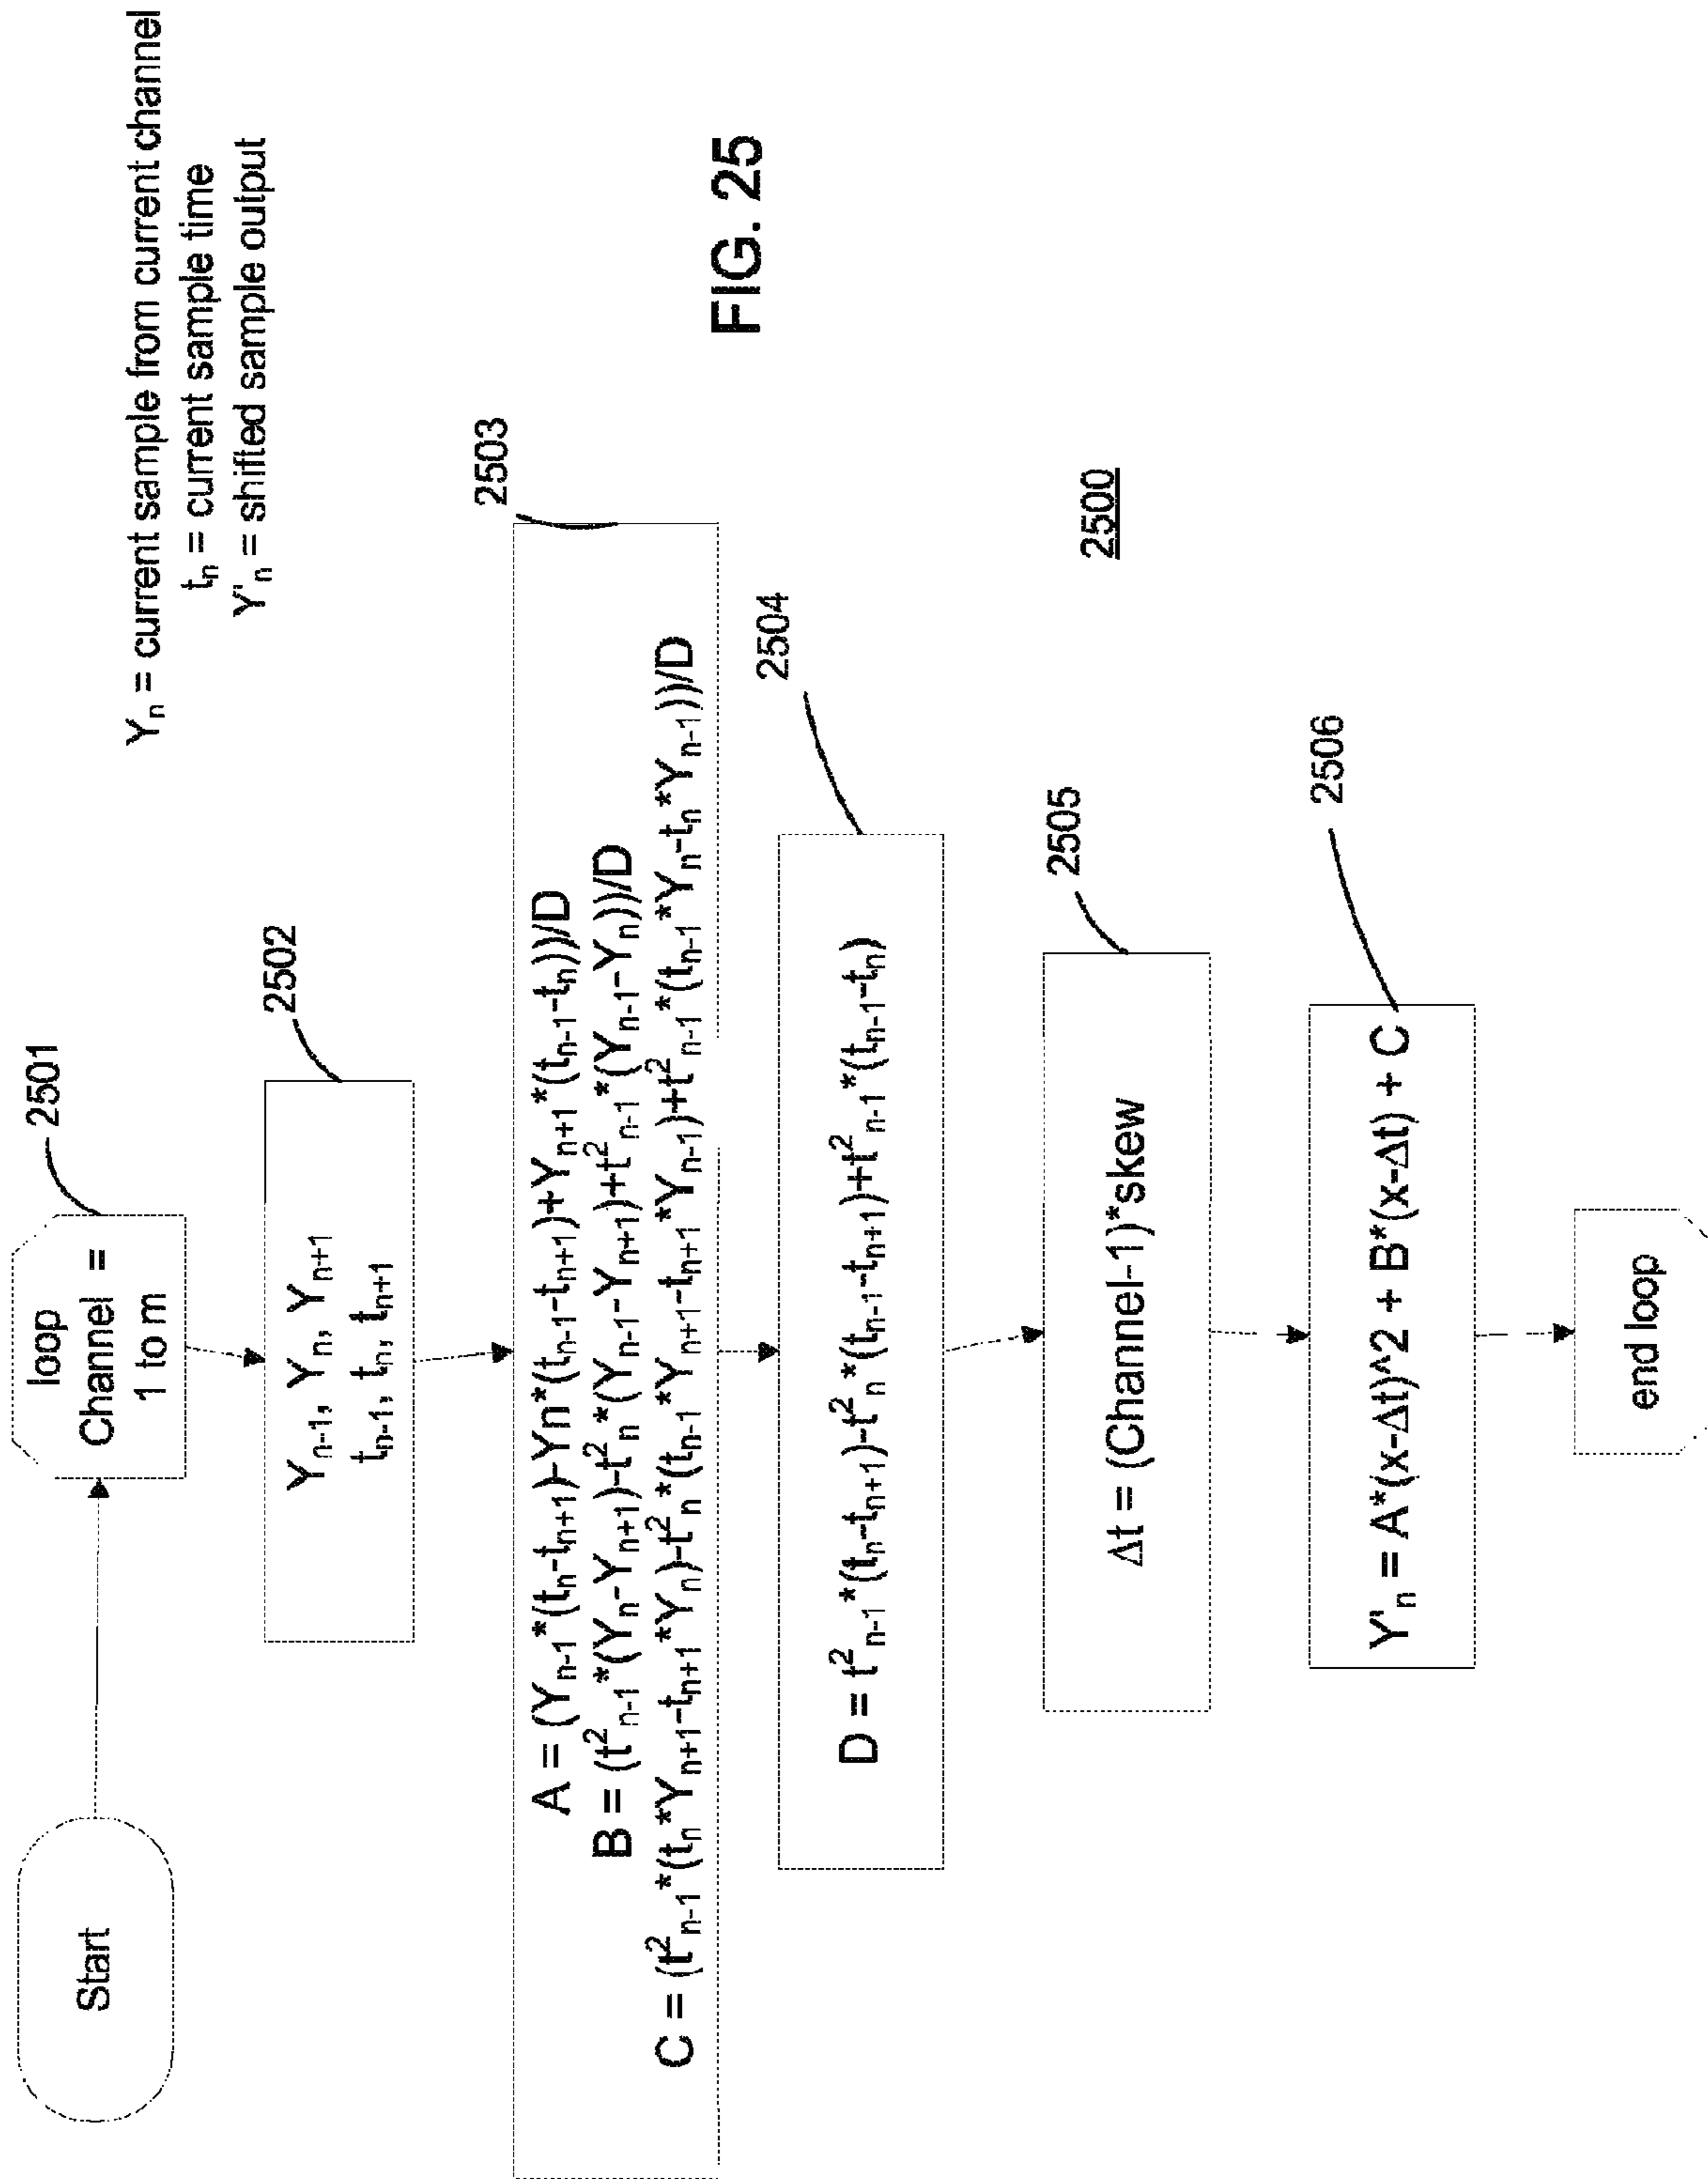 Start
loop
Channel =
1 to m
2501
Yₙ₋₁, Yₙ, Yₙ₊₁
tₙ₋₁, tₙ, tₙ₊₁
2502
A = (Yₙ₋₁*(tₙ-tₙ₊₁)-Yn*(tₙ₋₁-tₙ₊₁)+Yₙ₊₁*(tₙ₋₁-tₙ))/D
B = (t²ₙ₋₁*(Yₙ-Yₙ₊₁)-t²ₙ*(Yₙ₋₁-Yₙ₊₁)+t²ₙ₋₁*(Yₙ₋₁-Yₙ))/D
C = (t²ₙ₋₁*(tₙ*Yₙ₊₁-tₙ₊₁*Yₙ)-t²ₙ*(tₙ₋₁*Yₙ₊₁-tₙ₊₁*Yₙ₋₁)+t²ₙ₋₁*(tₙ₋₁*Yₙ-tₙ*Yₙ₋₁))/D
2503
D = t²ₙ₋₁*(tₙ-tₙ₊₁)-t²ₙ*(tₙ₋₁-tₙ₊₁)+t²ₙ₋₁*(tₙ₋₁-tₙ)
2504
Δt = (Channel-1)*skew
2505
Y'ₙ = A*(x-Δt)^2 + B*(x-Δt) + C
2506
end loop
Yₙ = current sample from current channel
tₙ = current sample time
Y'ₙ = shifted sample output
2500
FIG. 25